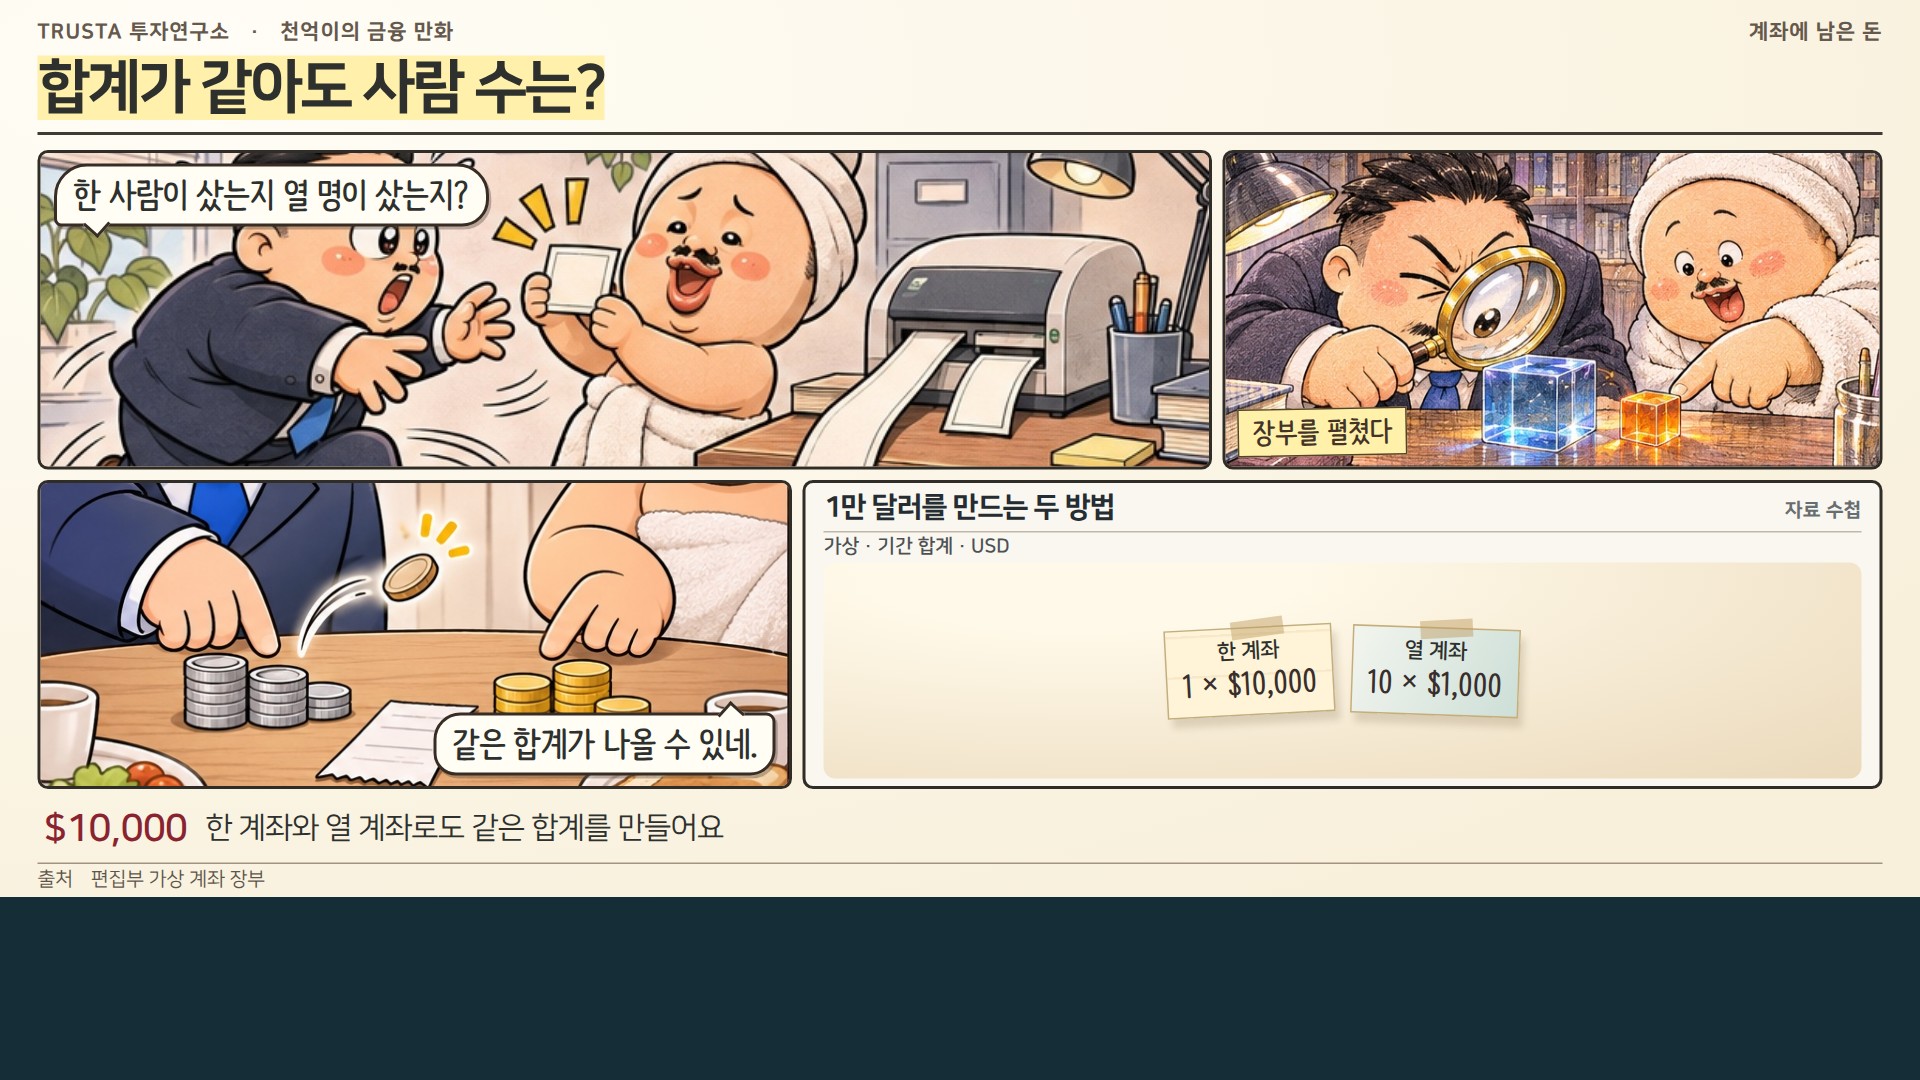 TRUSTA 투자연구소 · 천억이의 금융 만화
계좌에 남은 돈
합계가 같아도 사람 수는?
한 사람이 샀는지 열 명이 샀는지?
장부를 펼쳤다
같은 합계가 나올 수 있네.
1만 달러를 만드는 두 방법
자료 수첩
가상 · 기간 합계 · USD
한 계좌
1 × $10,000
열 계좌
10 × $1,000
$10,000 한 계좌와 열 계좌로도 같은 합계를 만들어요
출처 편집부 가상 계좌 장부